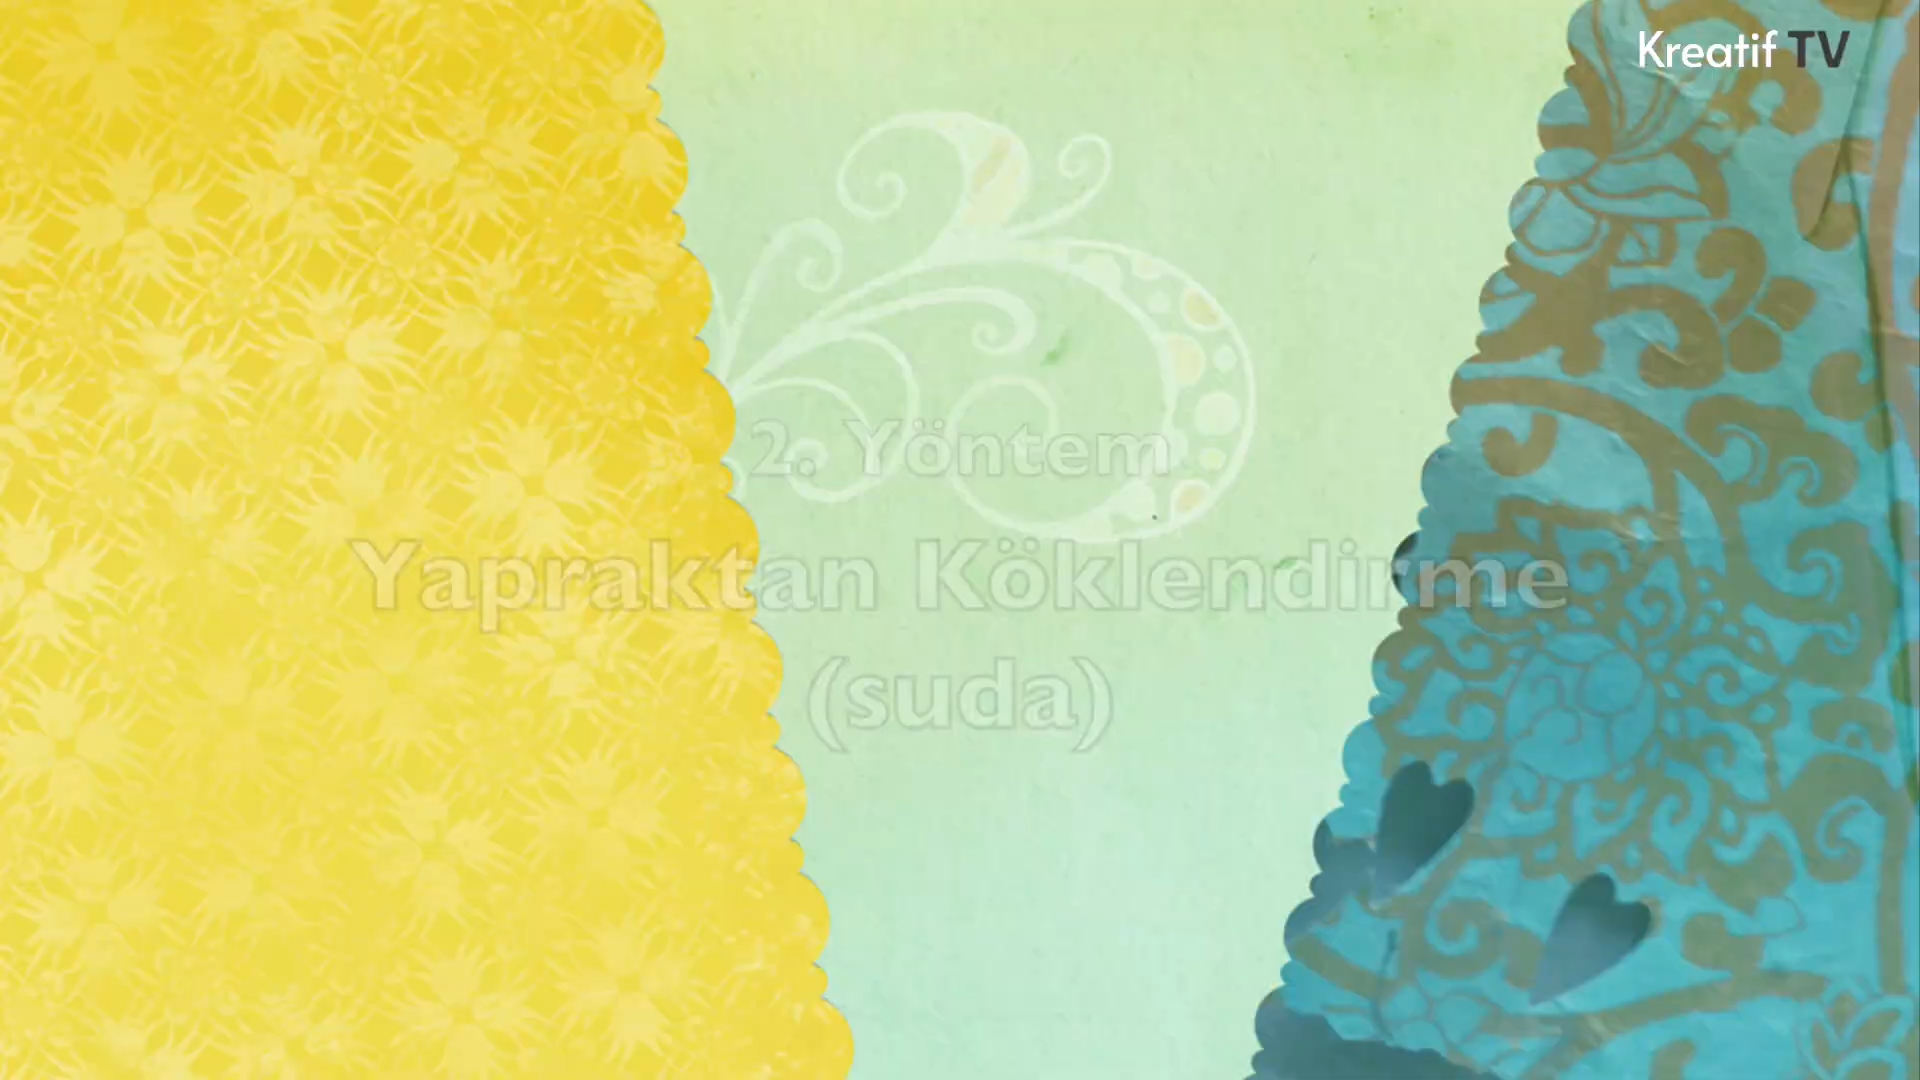 Kreatif TV
2. Yöntem
Yapraktan Köklendirme
(suda)